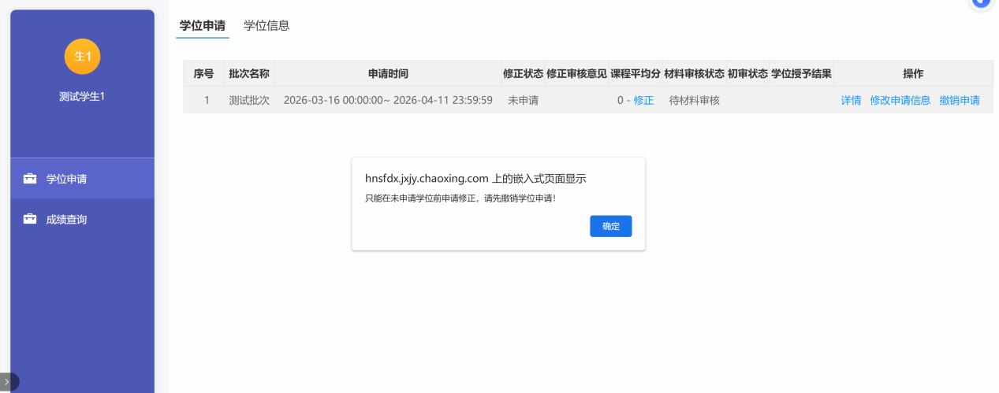 学位申请 学位信息
生1
测试学生1
学位申请
成绩查询
序号 批次名称 申请时间 修正状态 修正审核意见 课程平均分 材料审核状态 初审状态 学位授予结果 操作
1 测试批次 2026-03-16 00:00:00~ 2026-04-11 23:59:59 未申请 0 - 修正 待材料审核 详情 修改申请信息 撤销申请
hnsfdx.jxjy.chaoxing.com 上的嵌入式页面显示
只能在未申请学位前申请修正，请先撤销学位申请！
确定